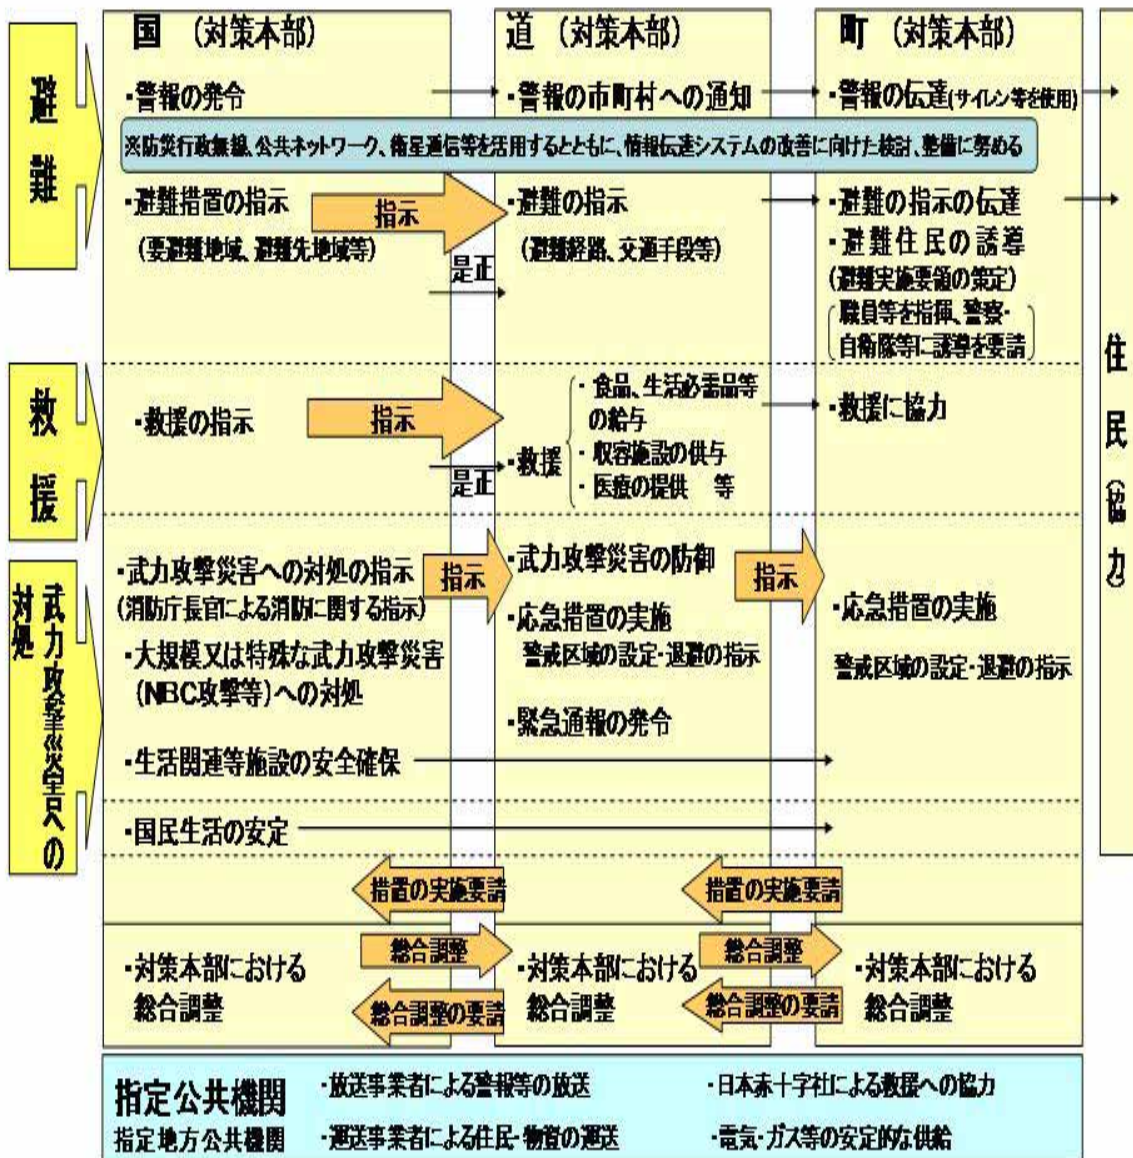 国 (対策本部)
道 (対策本部)
町 (対策本部)
避難
・警報の発令
・警報の市町村への通知
・警報の伝達(サイレン等を使用)
※防災行政無線、公共ネットワーク、衛星通信等を活用するとともに、情報伝達システムの改善に向けた検討、整備に努める
・避難措置の指示
(要避難地域、避難先地域等)
指示
是正
・避難の指示
(避難経路、交通手段等)
・避難の指示の伝達
・避難住民の誘導
(避難実施要領の策定)
職員等を指揮、警察・
自衛隊等に誘導を要請
住民(協力)
救援
・救援の指示
指示
是正
・救援
・食品、生活必需品等
の給与
・収容施設の供与
・医療の提供 等
・救援に協力
武力攻撃災害への
対処
・武力攻撃災害への対処の指示
(消防庁長官による消防に関する指示)
・大規模又は特殊な武力攻撃災害
(NBC攻撃等)への対処
・生活関連等施設の安全確保
指示
・武力攻撃災害の防御
・応急措置の実施
警戒区域の設定・退避の指示
・緊急通報の発令
指示
・応急措置の実施
警戒区域の設定・退避の指示
・国民生活の安定
措置の実施要請
措置の実施要請
・対策本部における
総合調整
総合調整
総合調整の要請
・対策本部における
総合調整
総合調整
総合調整の要請
・対策本部における
総合調整
指定公共機関
指定地方公共機関
・放送事業者による警報等の放送
・日本赤十字社による救援への協力
・運送事業者による住民・物資の運送
・電気・ガス等の安定的な供給